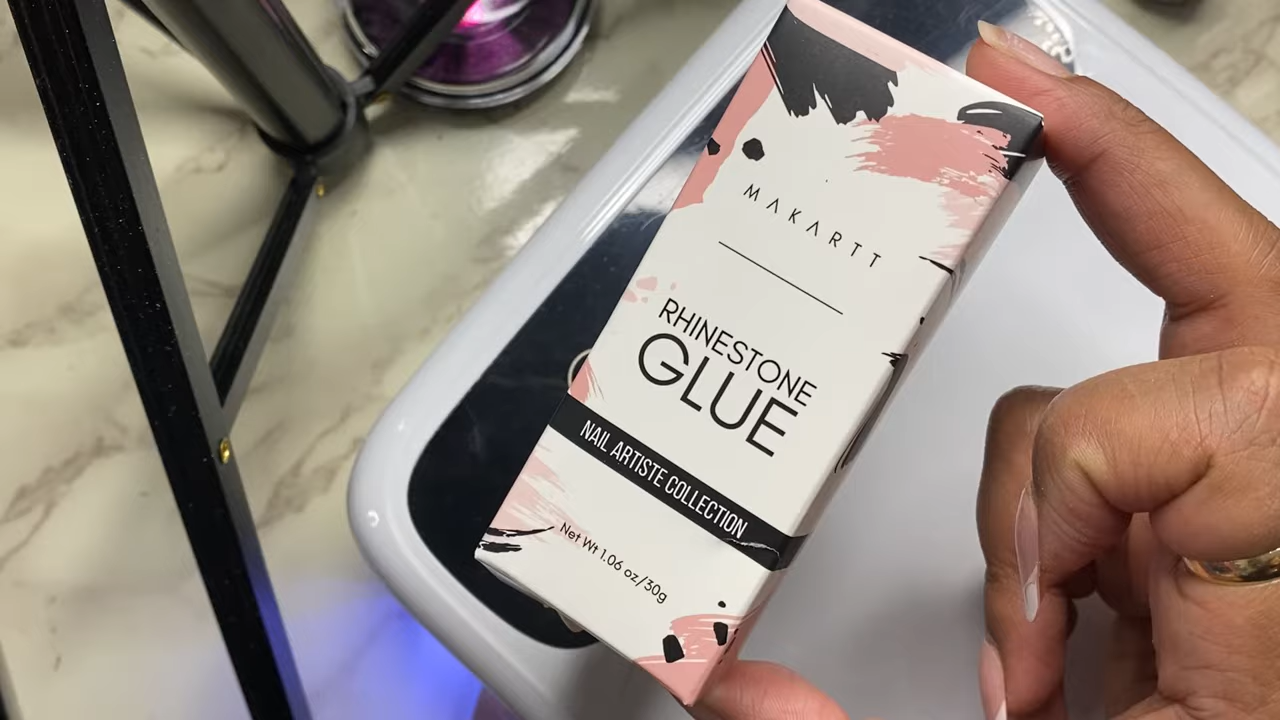 MAKARTT
RHINESTONE
GLUE
NAIL ARTISTE COLLECTION
Net Wt 1.06 oz/30g